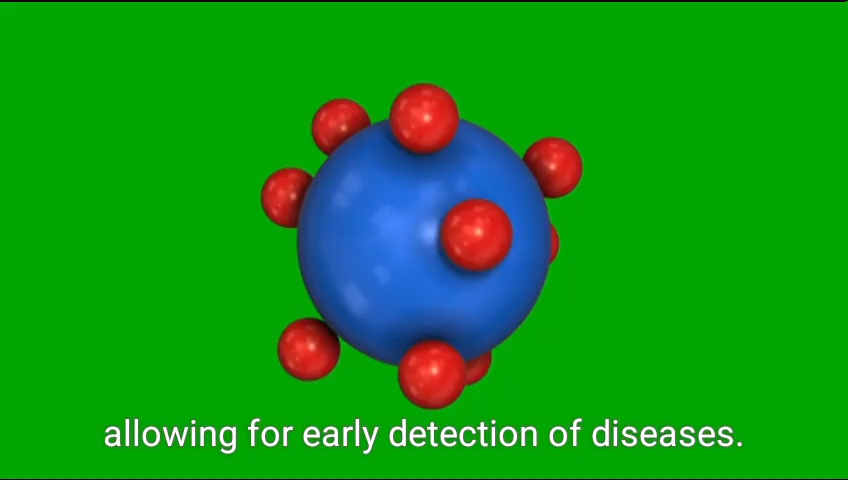 allowing for early detection of diseases.